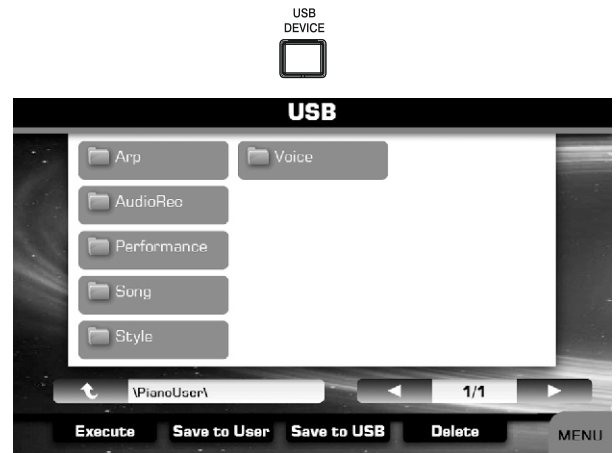 USB
DEVICE
USB
Arp
Voice
AudioRec
Performance
Song
Style
\PianoUser\
1/1
Execute
Save to User
Save to USB
Delete
MENU